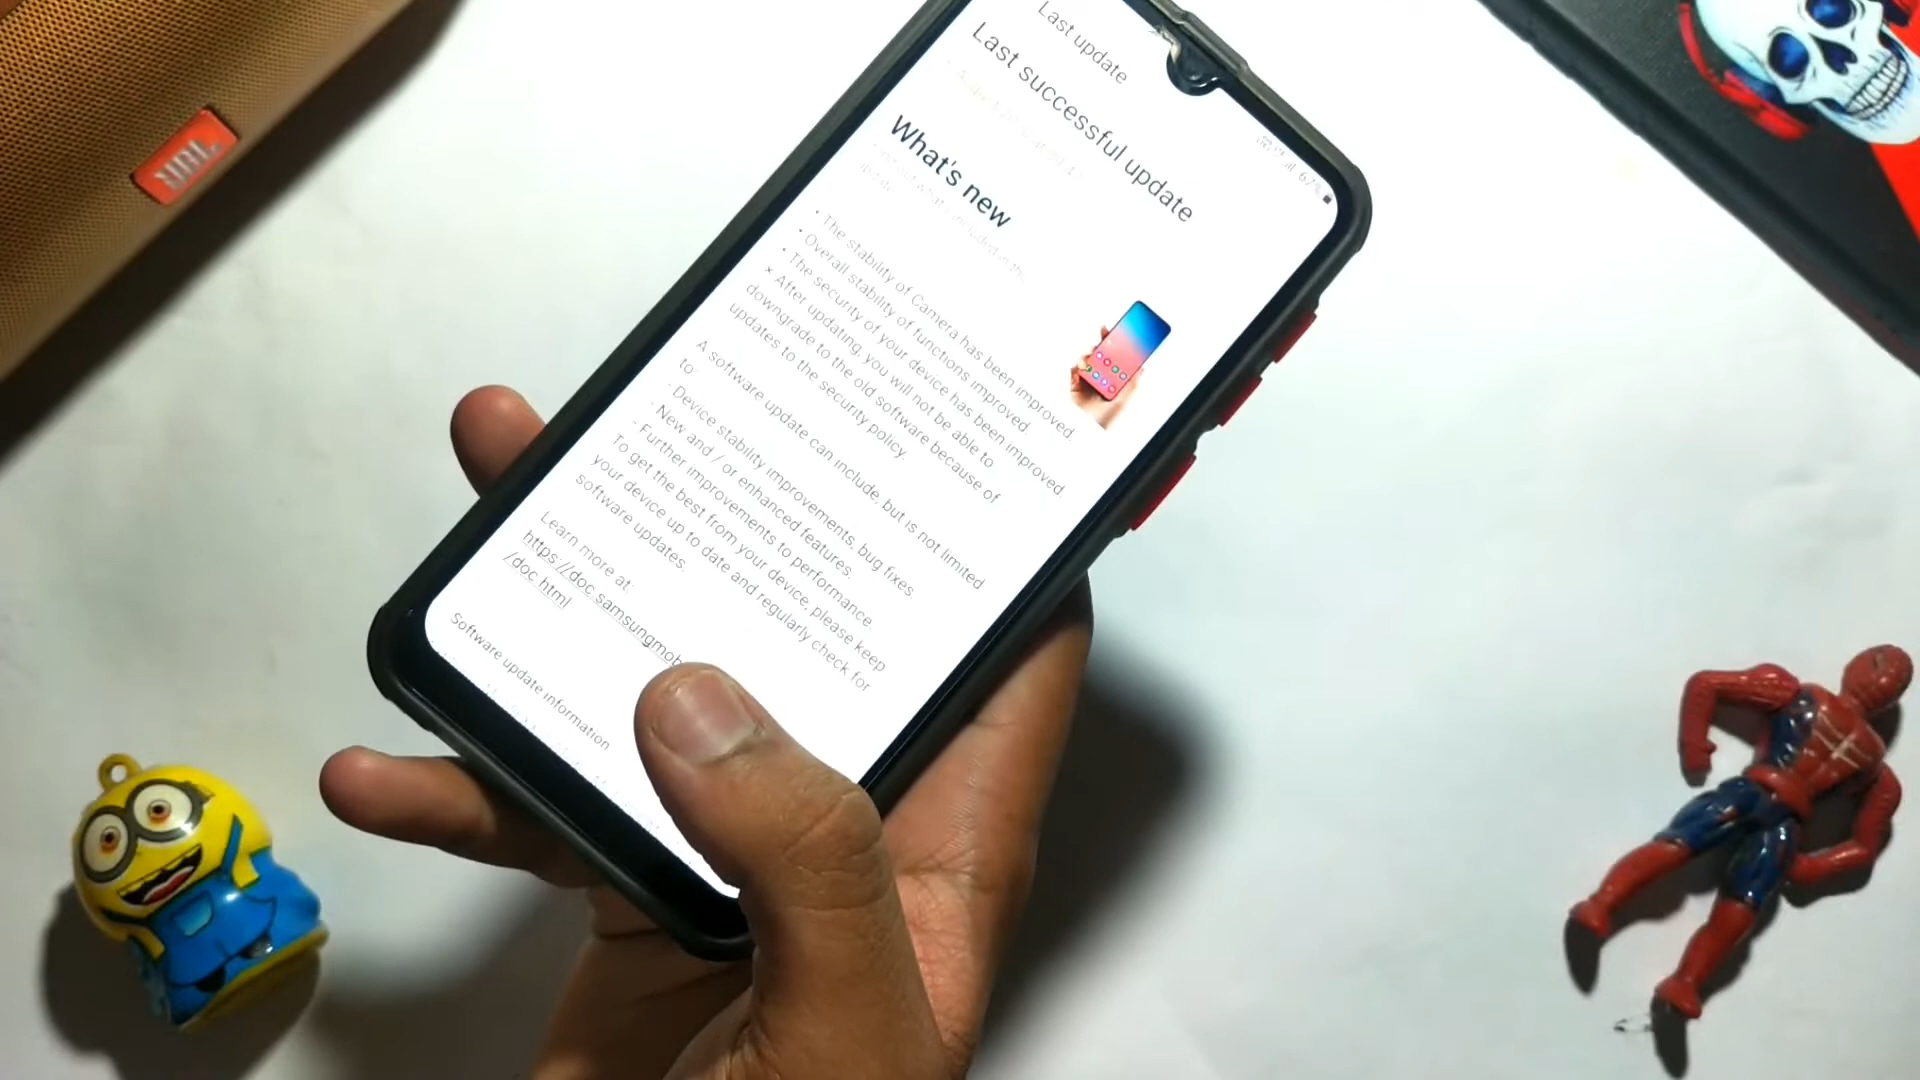 JBL
Last update
67%
Last successful update
What's new
• The stability of Camera has been improved.
• Overall stability of functions improved.
• The security of your device has been improved.
× After updating, you will not be able to
downgrade to the old software because of
updates to the security policy.
A software update can include, but is not limited
to:
- Device stability improvements, bug fixes.
- New and / or enhanced features.
- Further improvements to performance
To get the best from your device, please keep
your device up to date and regularly check for
software updates.
Learn more at:
https://doc.samsungmob
/doc.html
Software update information